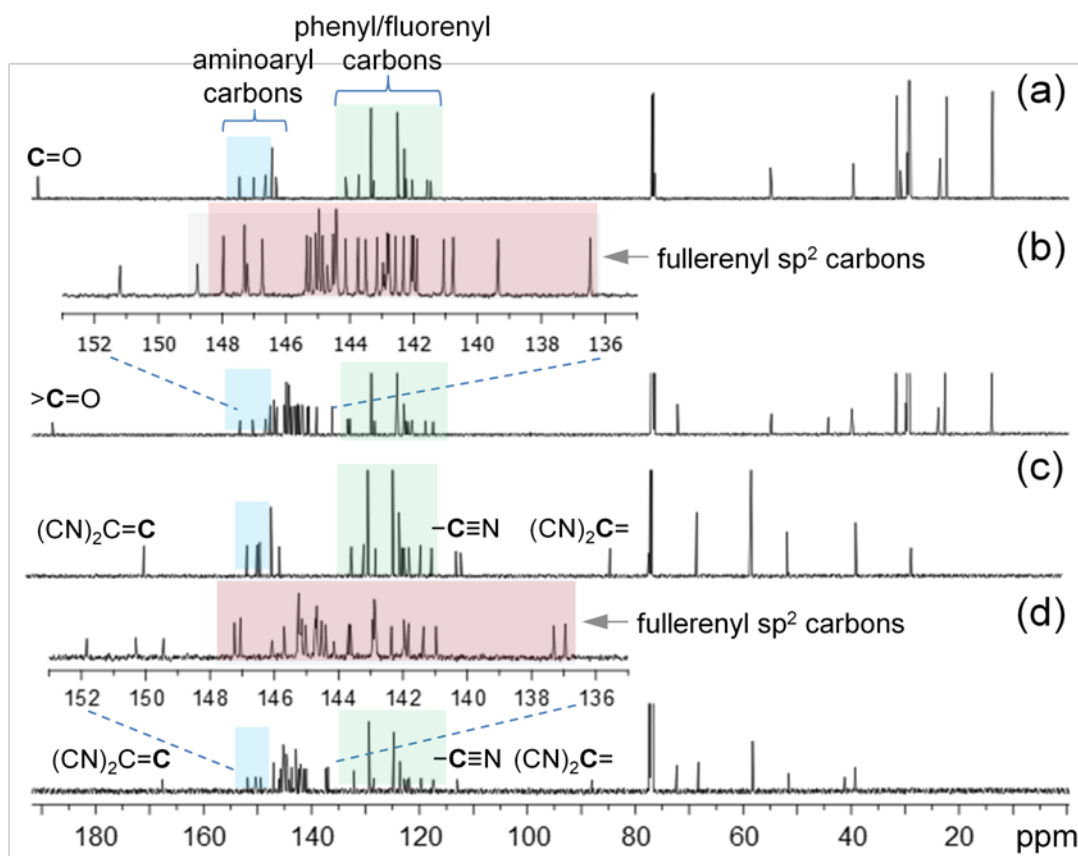 phenyl/fluorenyl
carbons
aminoaryl
carbons
(a)
C=O
(b)
fullerenyl sp² carbons
152 150 148 146 144 142 140 138 136
>C=O
(c)
(CN)₂C=C
−C≡N
(CN)₂C=
(d)
fullerenyl sp² carbons
152 150 148 146 144 142 140 138 136
(CN)₂C=C
−C≡N
(CN)₂C=
180 160 140 120 100 80 60 40 20 ppm